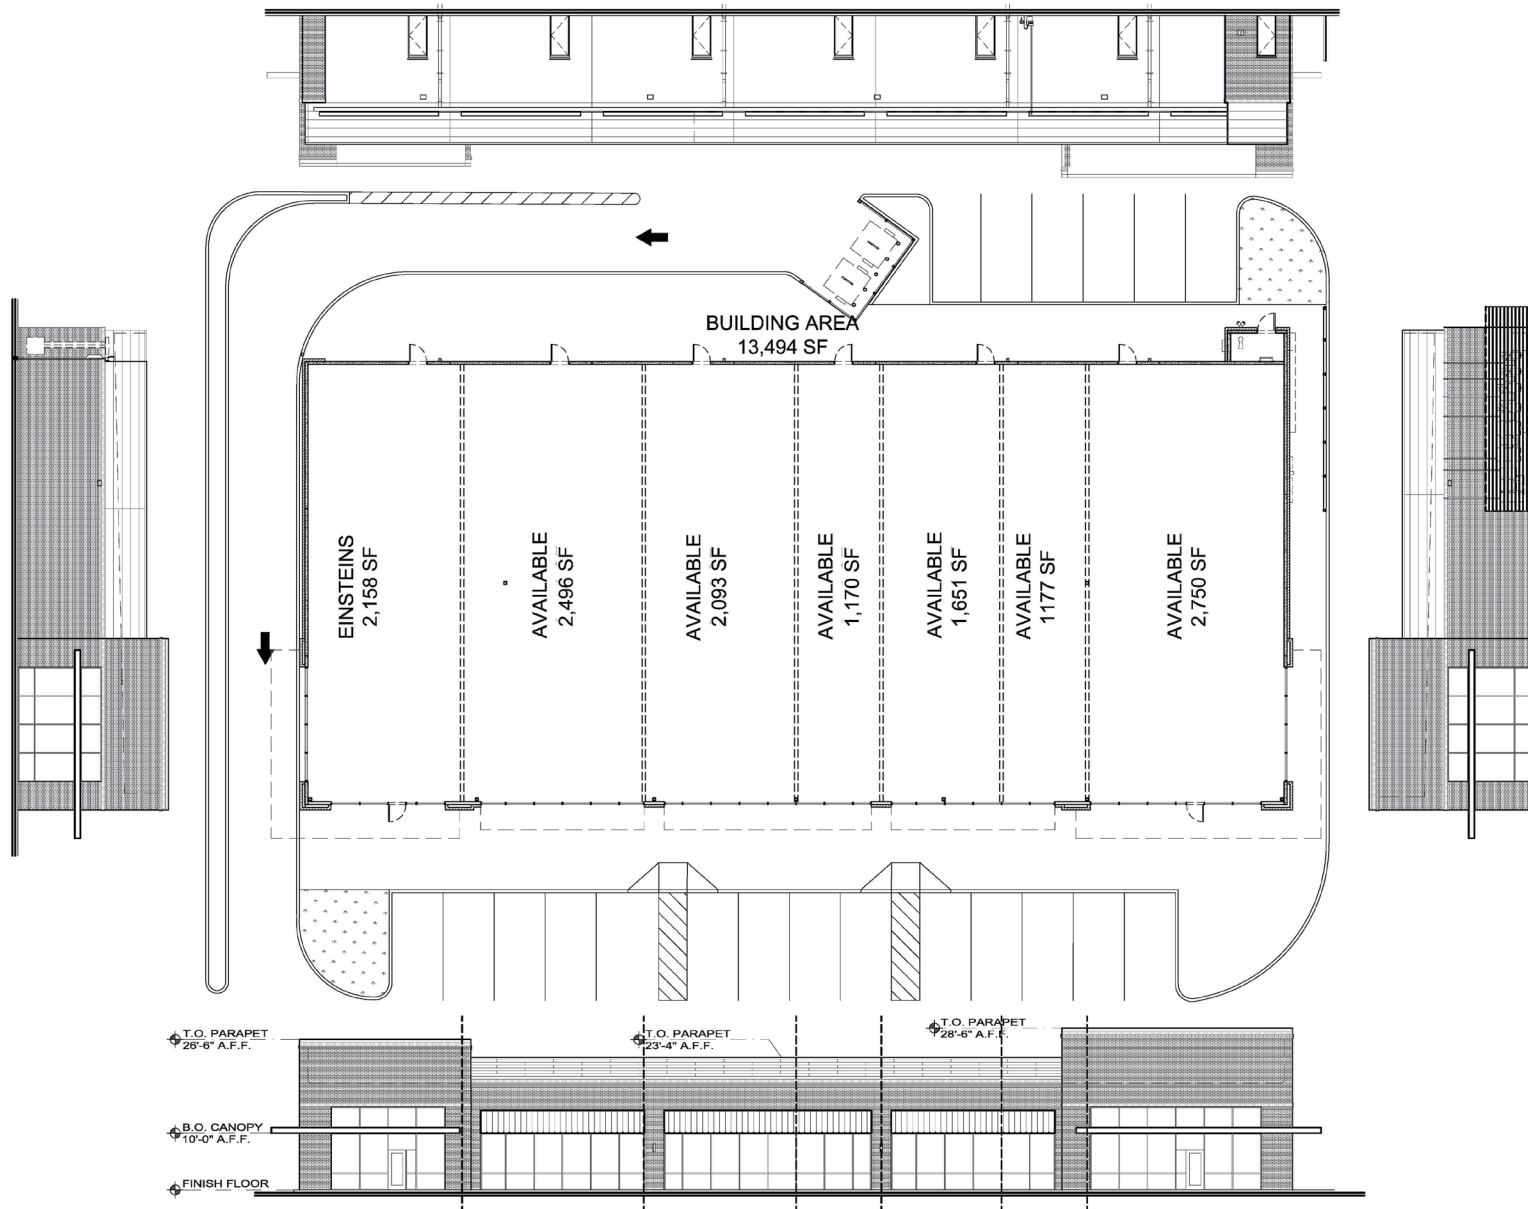 BUILDING AREA
13,494 SF
EINSTEINS
2,158 SF
AVAILABLE
2,496 SF
AVAILABLE
2,093 SF
AVAILABLE
1,170 SF
AVAILABLE
1,651 SF
AVAILABLE
1177 SF
AVAILABLE
2,750 SF
T.O. PARAPET
26'-6" A.F.F.
T.O. PARAPET
23'-4" A.F.F.
T.O. PARAPET
28'-6" A.F.F.
B.O. CANOPY
10'-0" A.F.F.
FINISH FLOOR